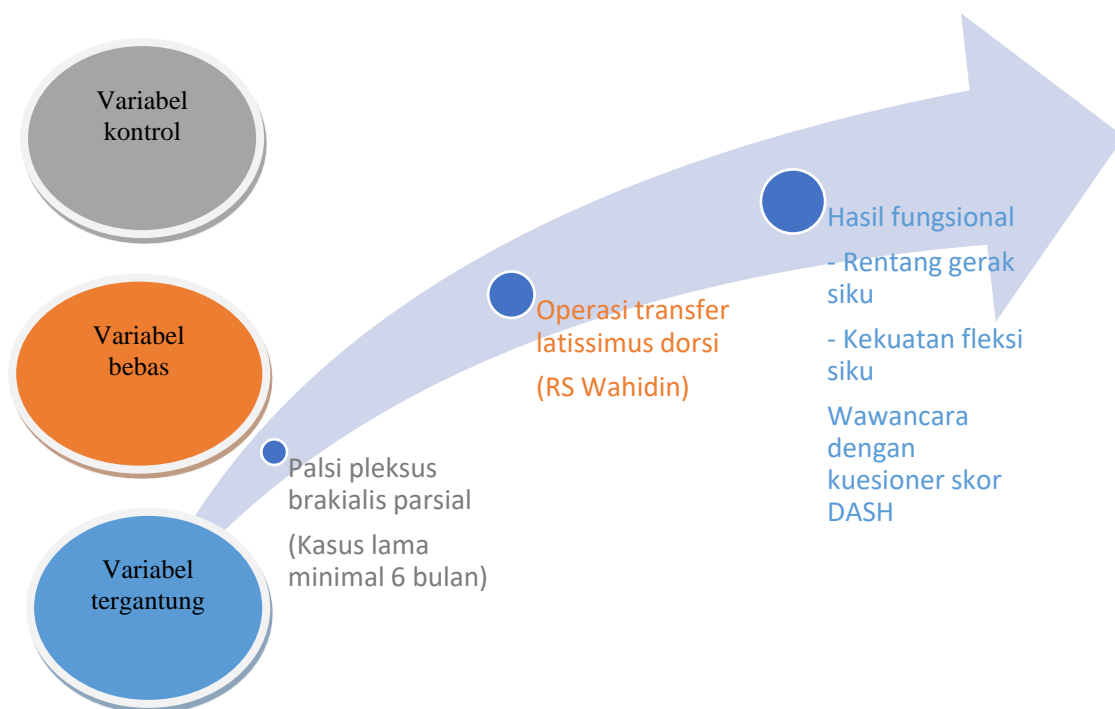 Variabel
kontrol
Variabel
bebas
Variabel
tergantung
Palsi pleksus
brakialis parsial
(Kasus lama
minimal 6 bulan)
Operasi transfer
latissimus dorsi
(RS Wahidin)
Hasil fungsional
- Rentang gerak
siku
- Kekuatan fleksi
siku
Wawancara
dengan
kuesioner skor
DASH